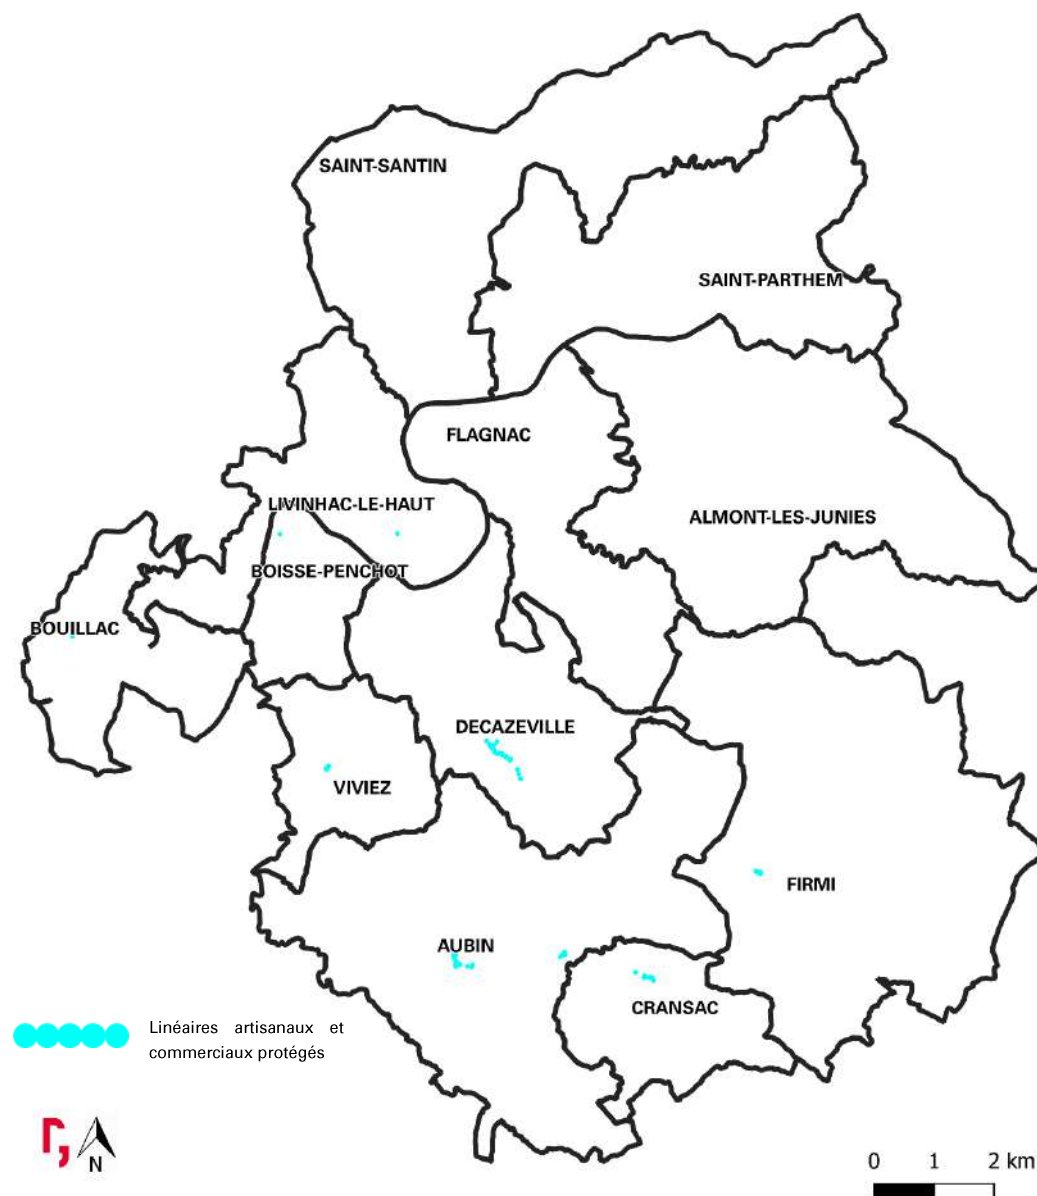 SAINT-SANTIN
SAINT-PARTHEM
FLAGNAC
LIVINHAC-LE-HAUT
ALMONT-LES-JUNIES
BOISSE-PENCHOT
BOUILLAC
DECAZEVILLE
VIVIEZ
FIRMI
AUBIN
CRANSAC
Linéaires artisanaux et
commerciaux protégés
N
0 1 2 km